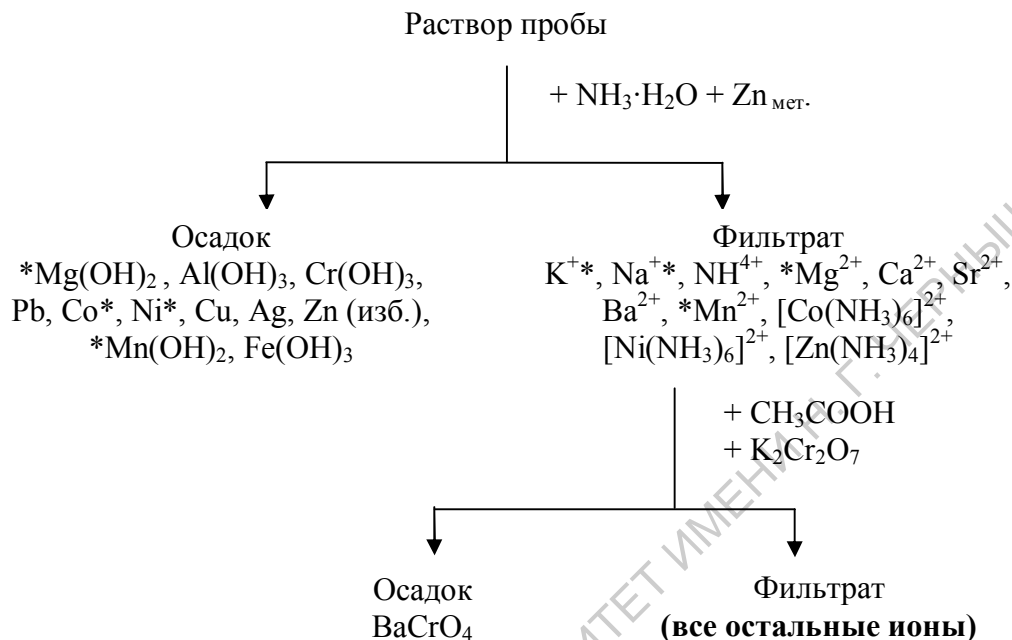 Раствор пробы
+ NH₃·H₂O + Zn мет.
Осадок
*Mg(OH)₂ , Al(OH)₃, Cr(OH)₃,
Pb, Co*, Ni*, Cu, Ag, Zn (изб.),
*Mn(OH)₂, Fe(OH)₃
Фильтрат
K⁺*, Na⁺*, NH⁴⁺, *Mg²⁺, Ca²⁺, Sr²⁺,
Ba²⁺, *Mn²⁺, [Co(NH₃)₆]²⁺,
[Ni(NH₃)₆]²⁺, [Zn(NH₃)₄]²⁺
+ CH₃COOH
+ K₂Cr₂O₇
Осадок
BaCrO₄
Фильтрат
(все остальные ионы)
ИМЕНИ Н. Г.